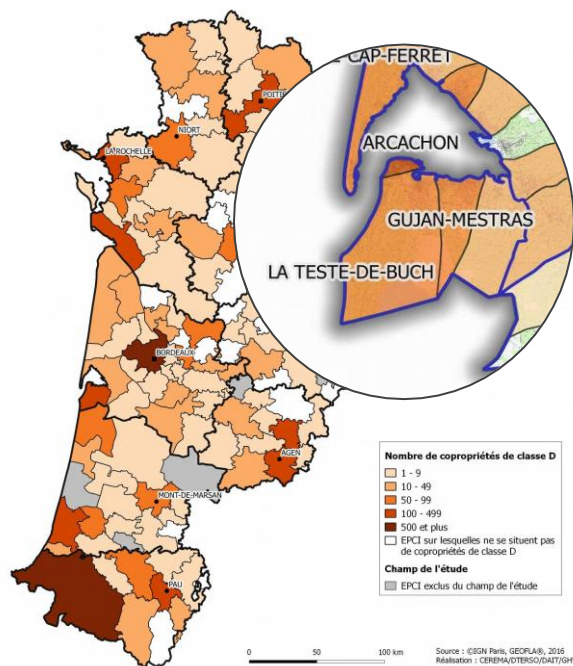 CAP-FERRET
ARCACHON
GUJAN-MESTRAS
LA TESTE-DE-BUCH
NIORT
LA ROCHELLE
BORDEAUX
AGEN
MONT-DE-MARSAN
PAU
Nombre de copropriétés de classe D
1 - 9
10 - 49
50 - 99
100 - 499
500 et plus
EPCI sur lesquelles ne se situent pas
de copropriétés de classe D
Champ de l'étude
EPCI exclus du champ de l'étude
0 50 100 km
Source : ©IGN Paris, GEOFLA®, 2016
Réalisation : CEREMA/DTERSO/DAIT/GH